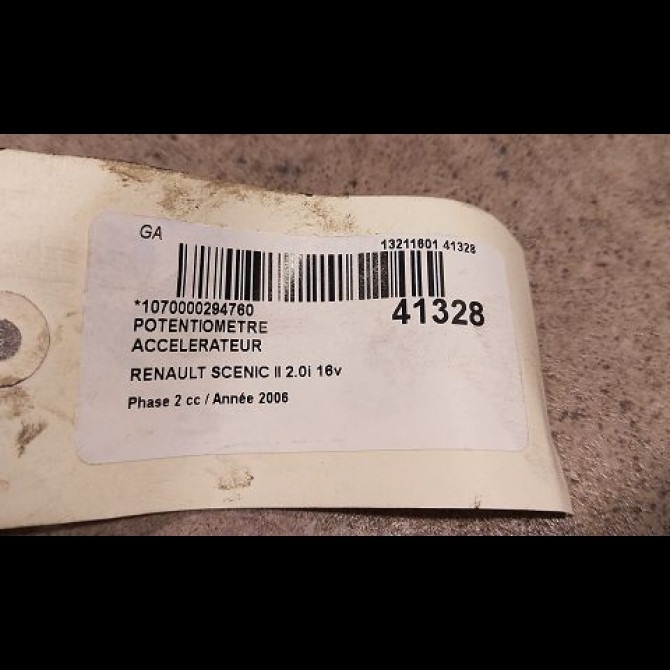 GA
13211601 41328
*1070000294760
41328
POTENTIOMETRE
ACCELERATEUR
RENAULT SCENIC II 2.0i 16v
Phase 2 cc / Année 2006